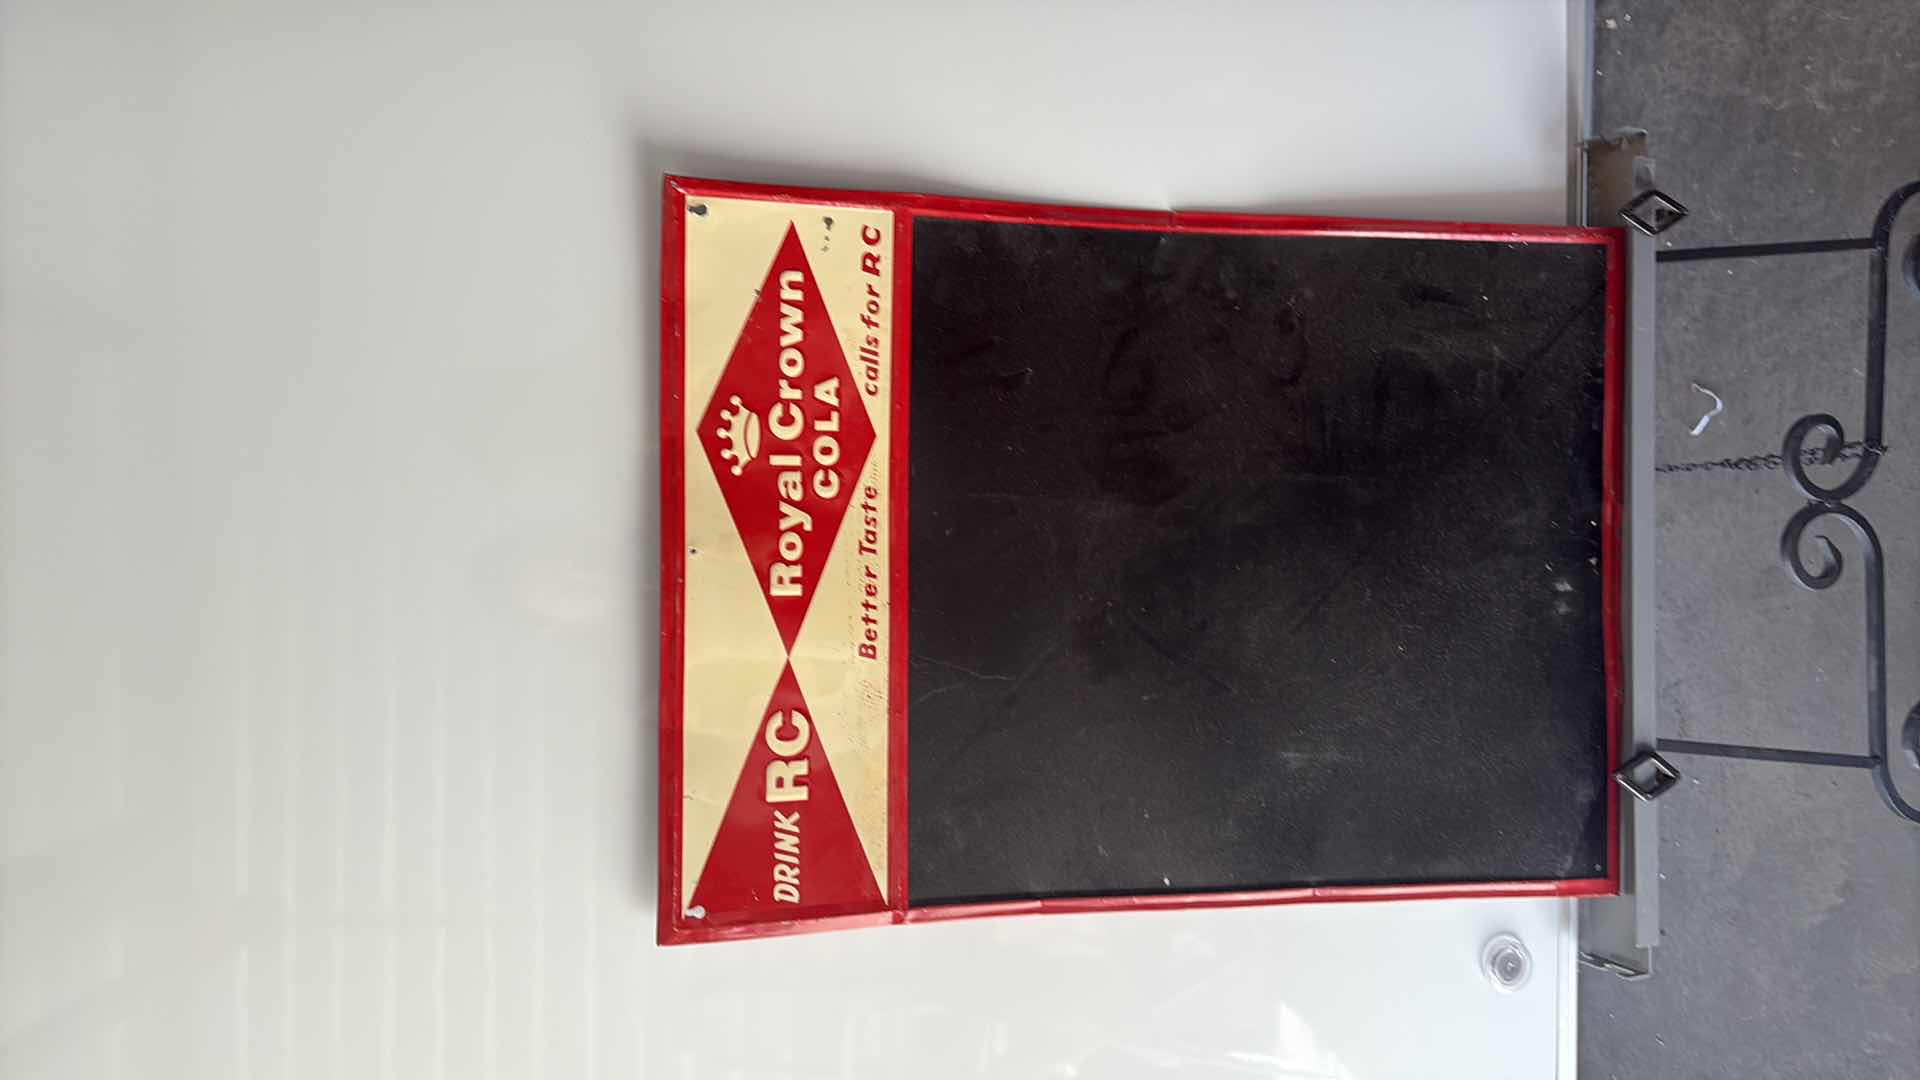 DRINK RC
Royal Crown
COLA
Better Taste calls for RC